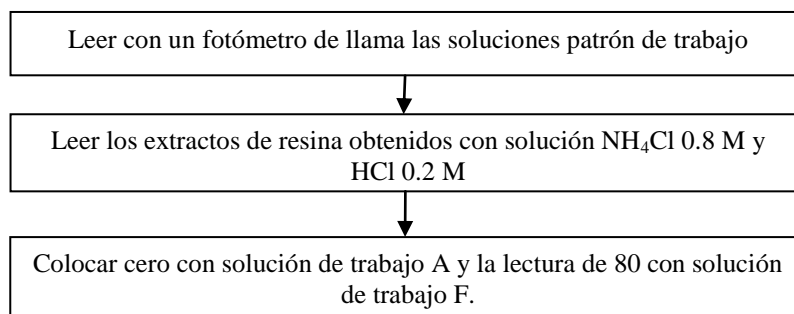 Leer con un fotómetro de llama las soluciones patrón de trabajo
Leer los extractos de resina obtenidos con solución NH₄Cl 0.8 M y
HCl 0.2 M
Colocar cero con solución de trabajo A y la lectura de 80 con solución
de trabajo F.